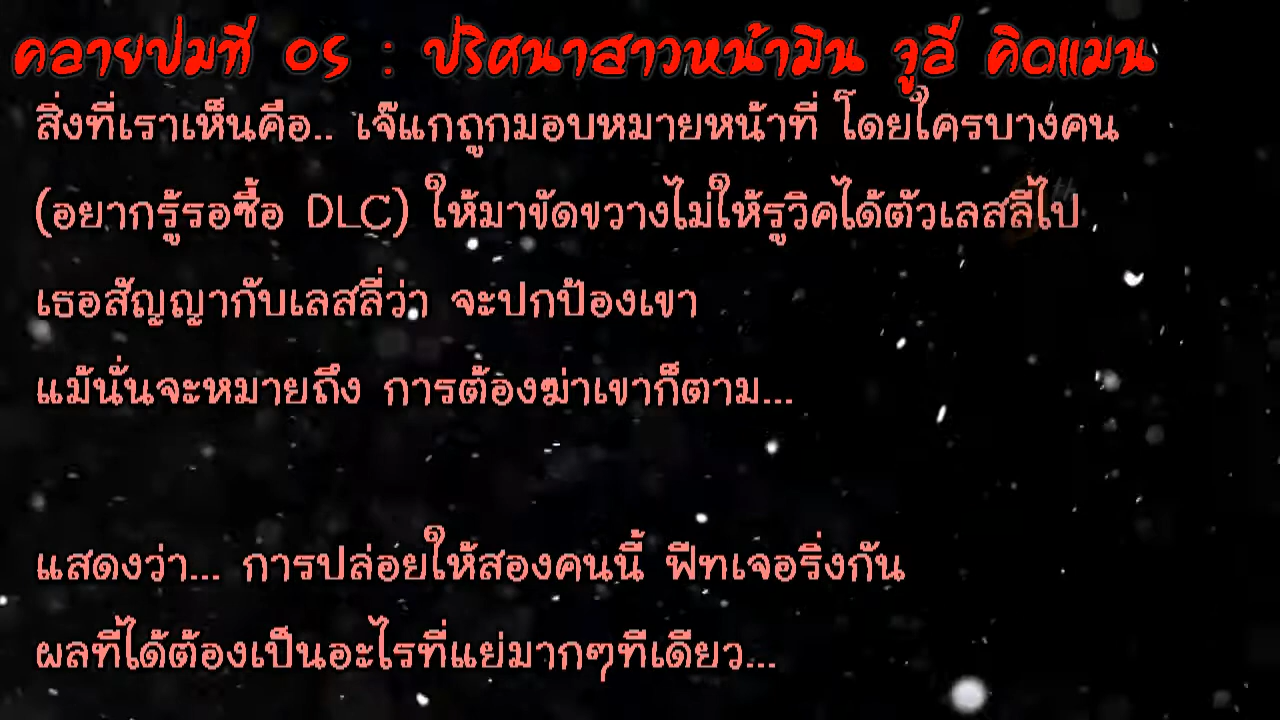 คลายปมที่ 05 : ปริศนาสาวหน้ามึน จูลี่ คิดแมน
สิ่งที่เราเห็นคือ.. เจ๊แกถูกมอบหมายหน้าที่ โดยใครบางคน
(อยากรู้รอซื้อ DLC) ให้มาขัดขวางไม่ให้รูวิคได้ตัวเลสลี่ไป
เธอสัญญากับเลสลี่ว่า จะปกป้องเขา
แม้นั่นจะหมายถึง การต้องฆ่าเขาก็ตาม...
แสดงว่า... การปล่อยให้สองคนนี้ ฟีทเจอริ่งกัน
ผลที่ได้ต้องเป็นอะไรที่แย่มากๆทีเดียว...